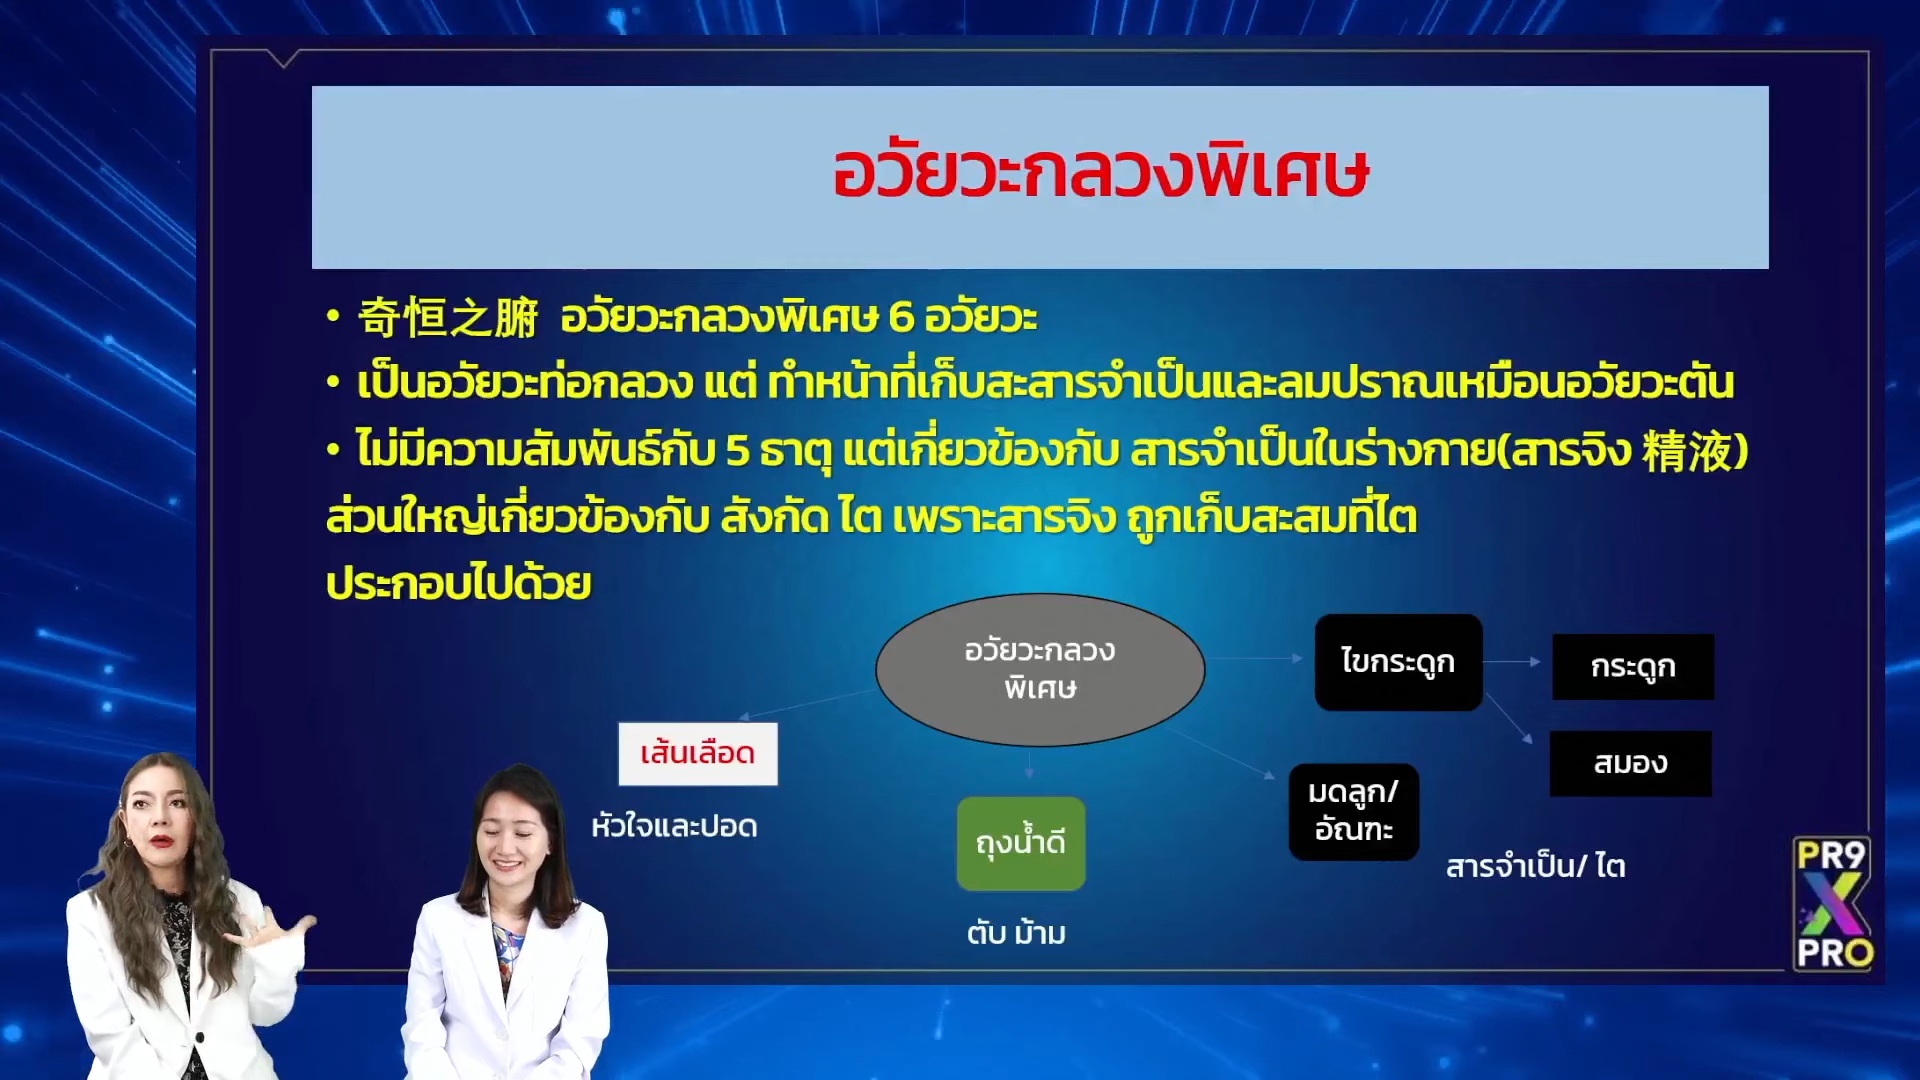 อวัยวะกลวงพิเศษ
• 奇恒之腑 อวัยวะกลวงพิเศษ 6 อวัยวะ
• เป็นอวัยวะท่อกลวง แต่ ทำหน้าที่เก็บสะสารจำเป็นและลมปราณเหมือนอวัยวะตัน
• ไม่มีความสัมพันธ์กับ 5 ธาตุ แต่เกี่ยวข้องกับ สารจำเป็นในร่างกาย(สารจิง 精液)
ส่วนใหญ่เกี่ยวข้องกับ สังกัด ไต เพราะสารจิง ถูกเก็บสะสมที่ไต
ประกอบไปด้วย
อวัยวะกลวง
พิเศษ
ไขกระดูก
กระดูก
สมอง
เส้นเลือด
หัวใจและปอด
ถุงน้ำดี
ตับ ม้าม
มดลูก/
อัณฑะ
สารจำเป็น/ ไต
PR9
X
PRO